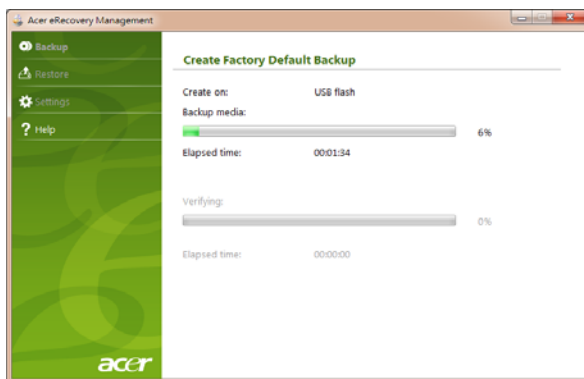 Acer eRecovery Management
Backup
Restore
Settings
? Help
Create Factory Default Backup
Create on: USB flash
Backup media:
6%
Elapsed time: 00:01:34
Verifying:
0%
Elapsed time: 00:00:00
acer